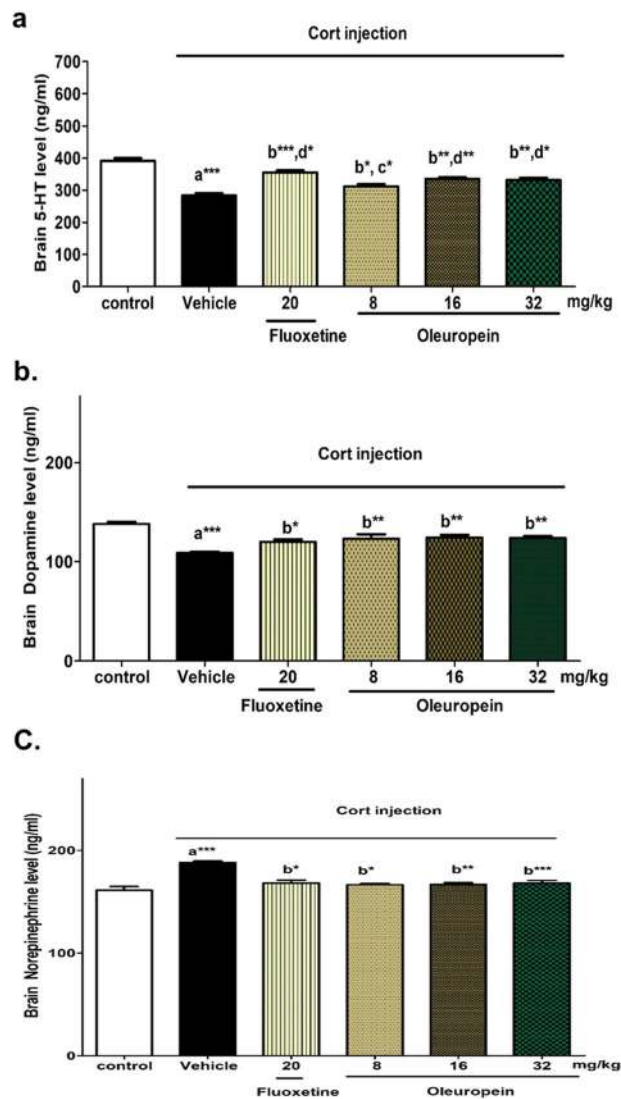 a
Cort injection
Brain 5-HT level (ng/ml)
700
600
500
400
300
200
100
0
a***
b***,d*
b*, c*
b**,d**
b**,d*
control Vehicle 20 8 16 32 mg/kg
Fluoxetine Oleuropein
b.
Cort injection
Brain Dopamine level (ng/ml)
200
100
0
a***
b*
b**
b**
b**
control Vehicle 20 8 16 32 mg/kg
Fluoxetine Oleuropein
C.
Cort injection
Brain Norepinephrine level (ng/ml)
200
100
0
a***
b*
b*
b**
b***
control Vehicle 20 8 16 32 mg/kg
Fluoxetine Oleuropein